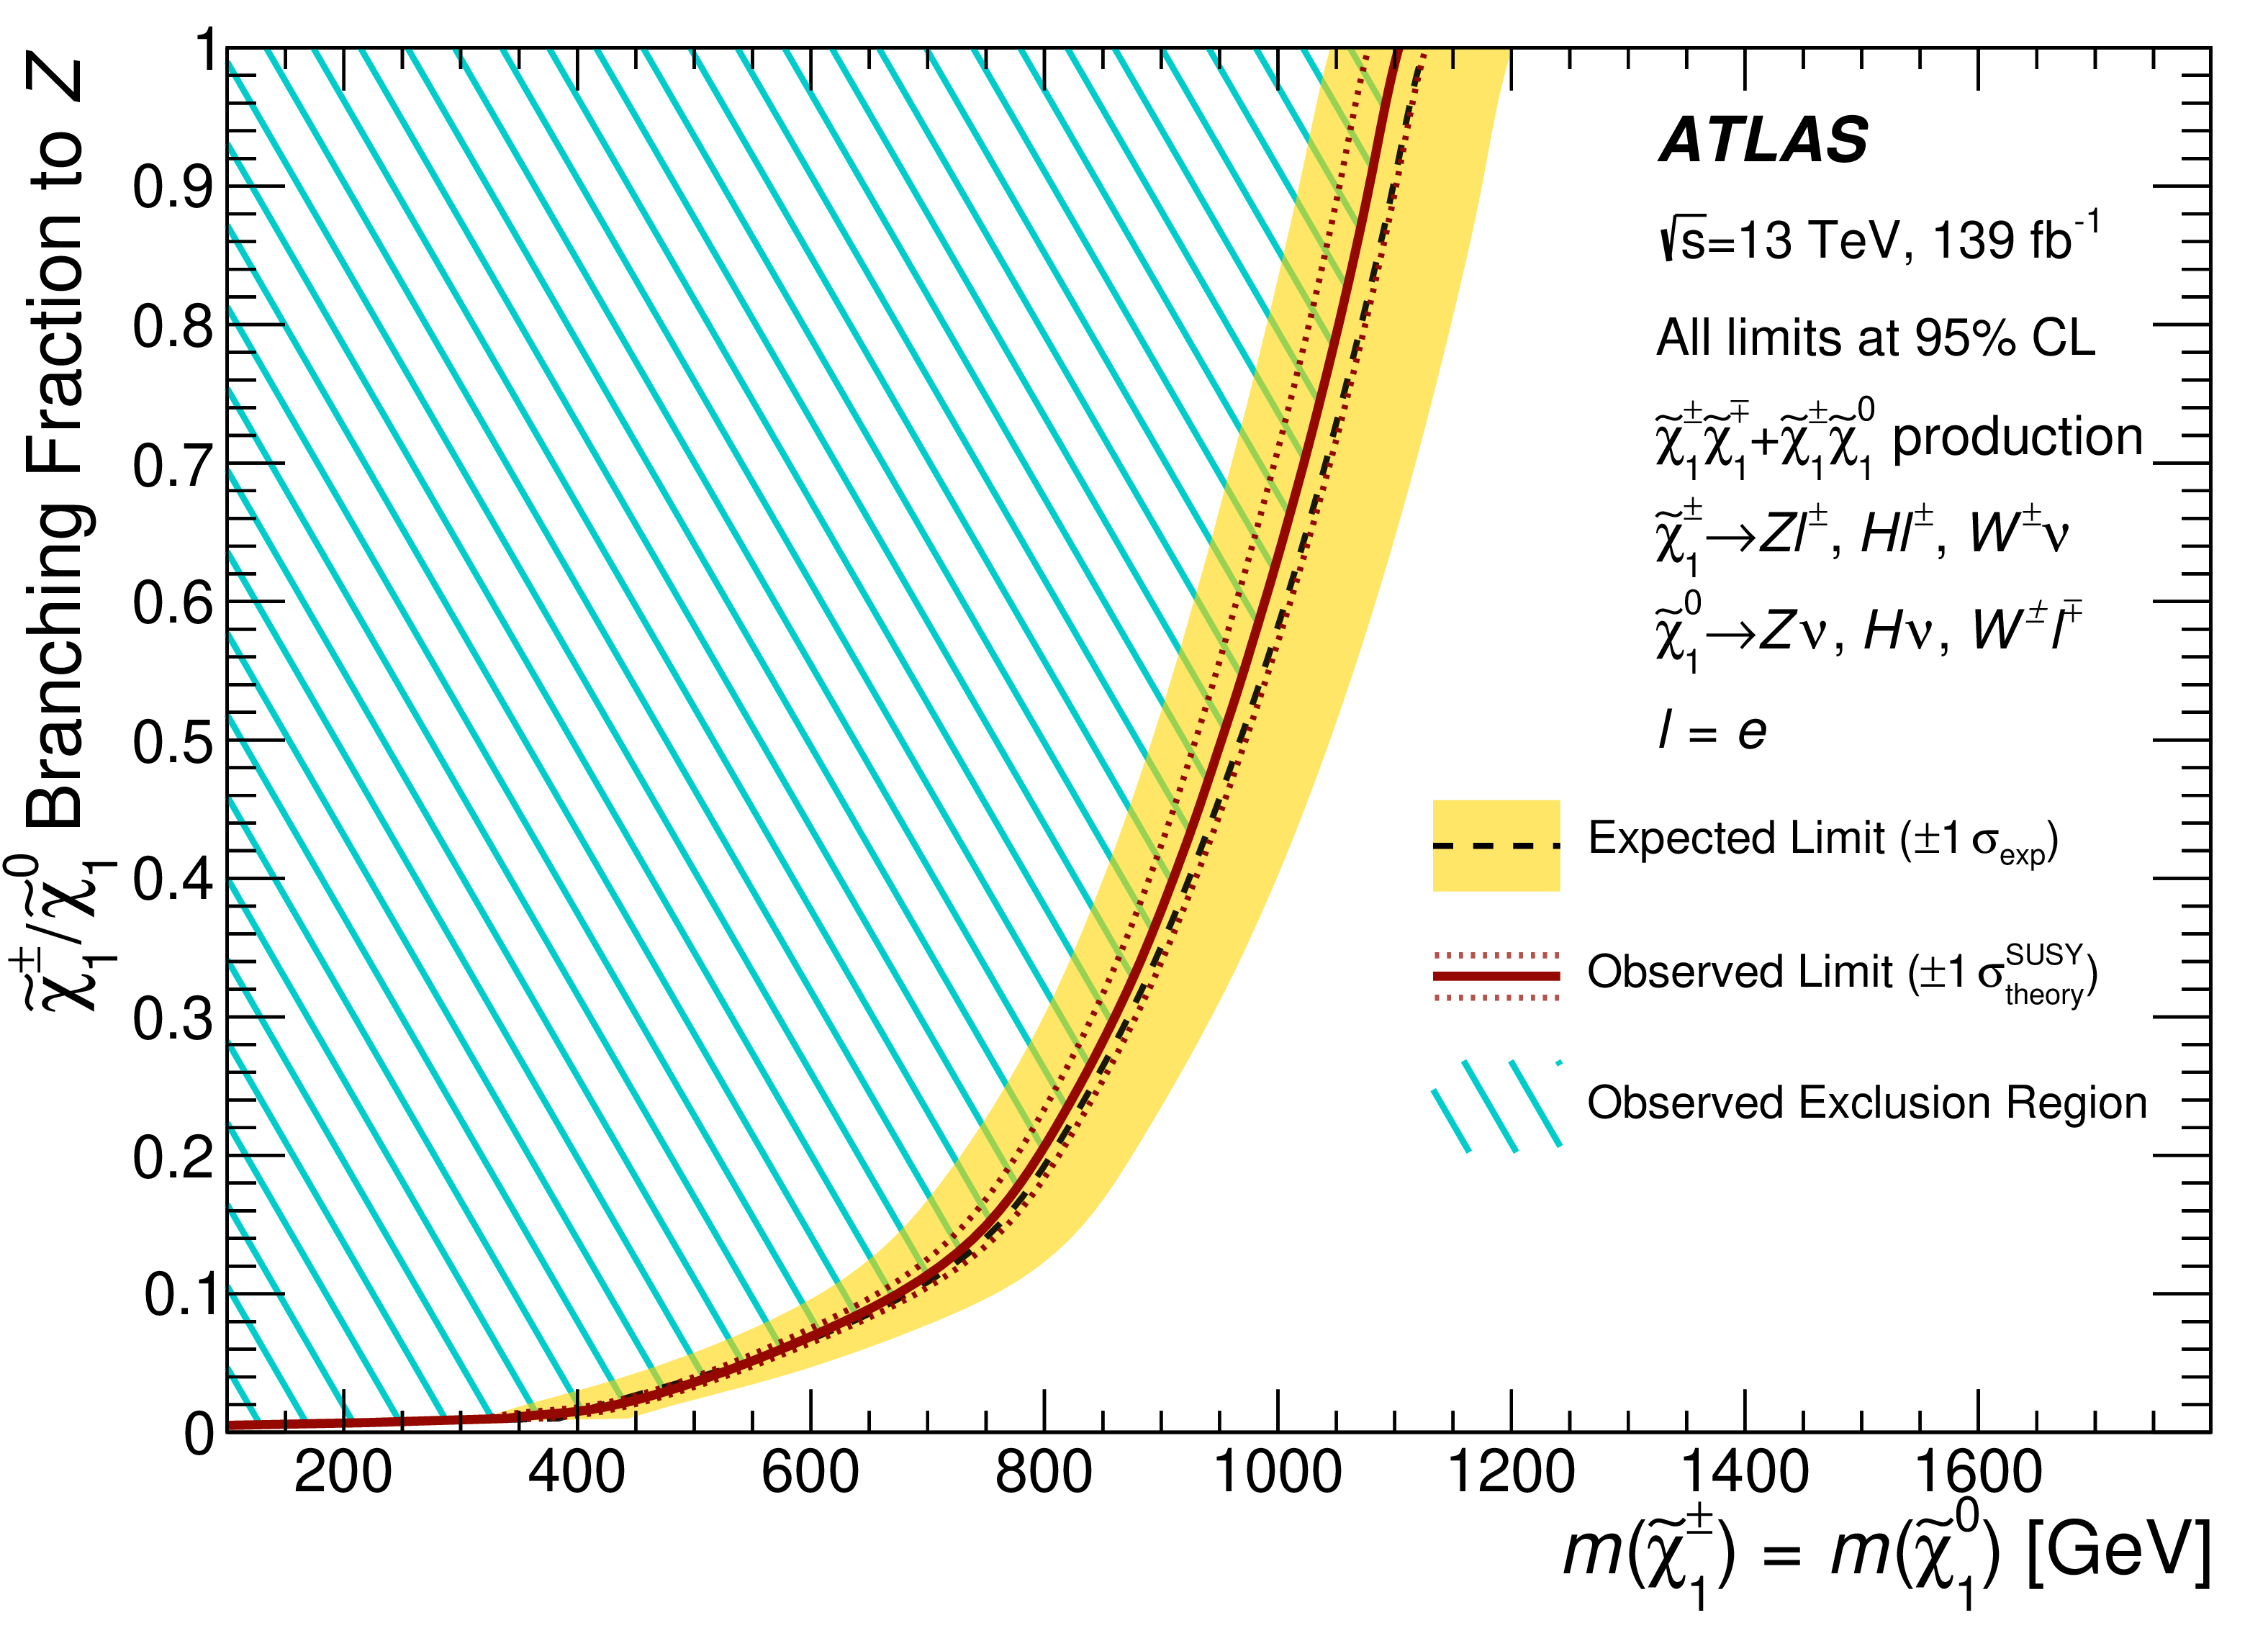 χ̃₁±/χ̃₁⁰ Branching Fraction to Z
1
0.9
0.8
0.7
0.6
0.5
0.4
0.3
0.2
0.1
0
200 400 600 800 1000 1200 1400 1600
m(χ̃₁±) = m(χ̃₁⁰) [GeV]
ATLAS
√s=13 TeV, 139 fb⁻¹
All limits at 95% CL
χ̃₁±χ̃₁∓+χ̃₁±χ̃₁⁰ production
χ̃₁±→Zl±, Hl±, W±ν
χ̃₁⁰→Zν, Hν, W±l∓
l = e
Expected Limit (±1 σexp)
Observed Limit (±1 σ^SUSY_theory)
Observed Exclusion Region